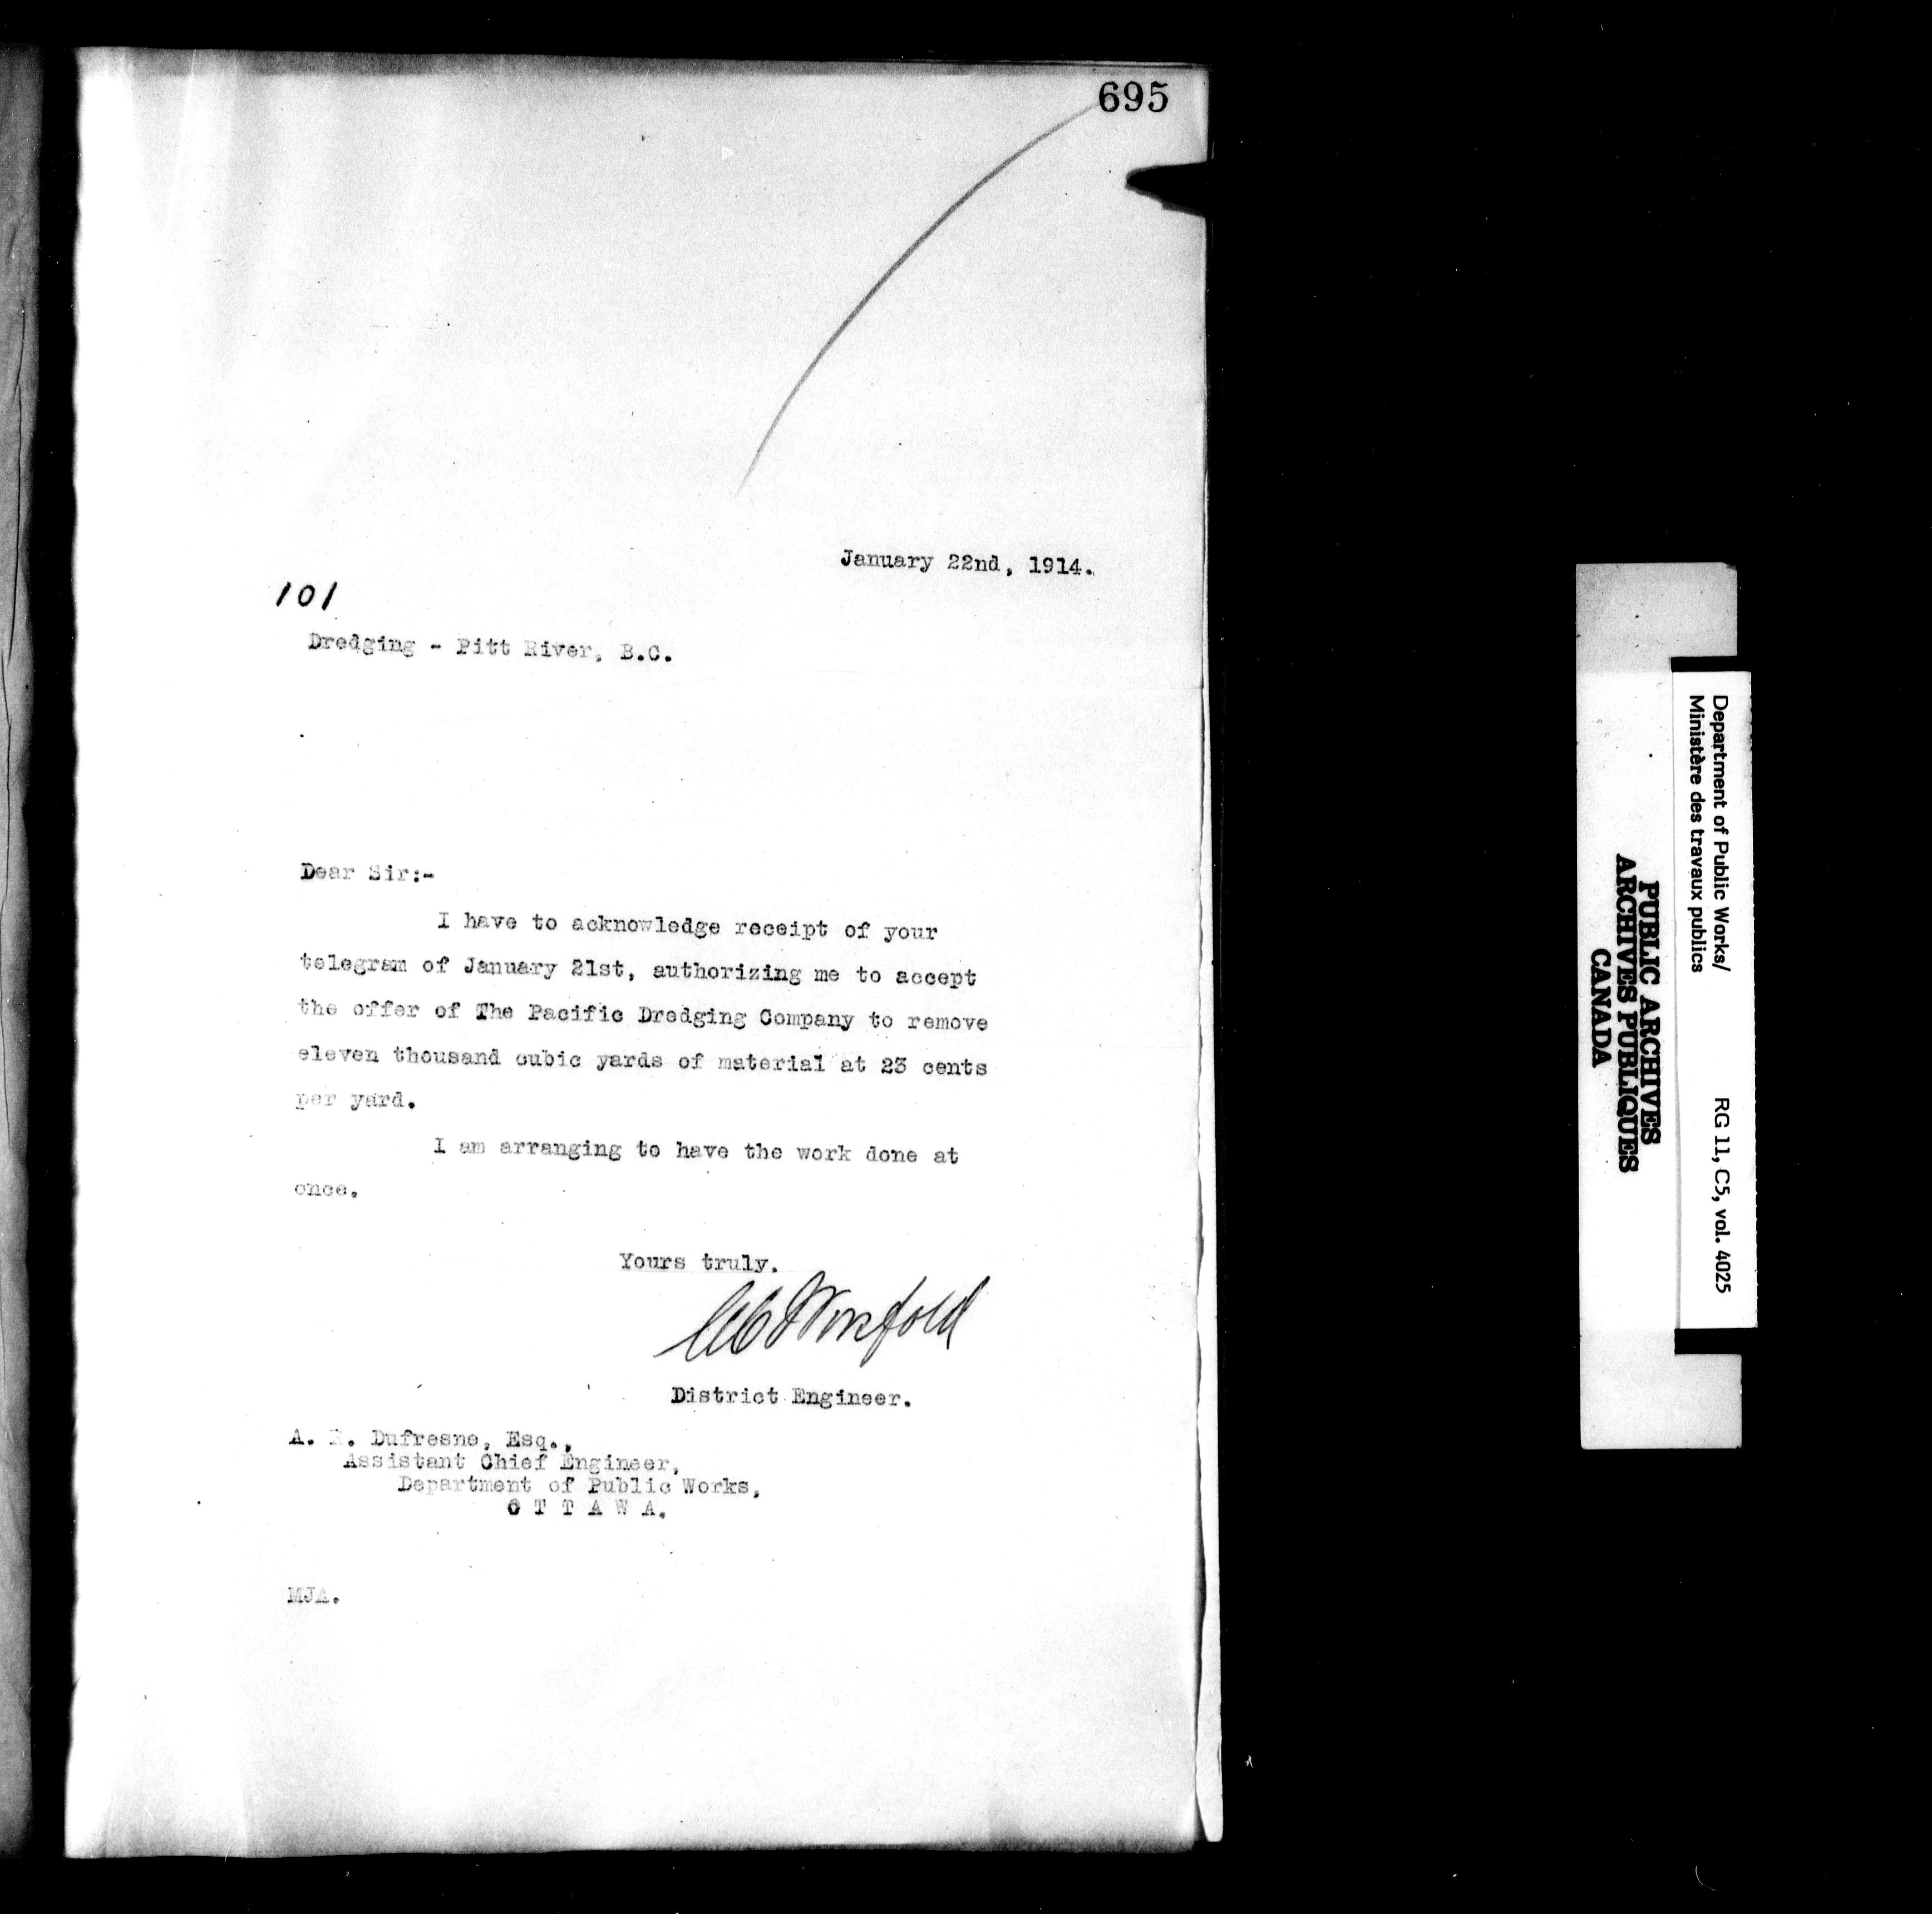 695
January 22nd, 1914.
101
Dredging - Pitt River, B.C.
Dear Sir:-
I have to acknowledge receipt of your
telegram of January 21st, authorizing me to accept
the offer of The Pacific Dredging Company to remove
eleven thousand cubic yards of material at 23 cents
per yard.
I am arranging to have the work done at
once.
Yours truly.
District Engineer.
A. . Dufresne, Esq.,
Assistant Chief Engineer,
Department of Public Works,
O T T A W A.
MJA.
Department of Public Works/ RG 11, C5, vol. 4025
Ministère des travaux publics
PUBLIC ARCHIVES
ARCHIVES PUBLIQUES
CANADA